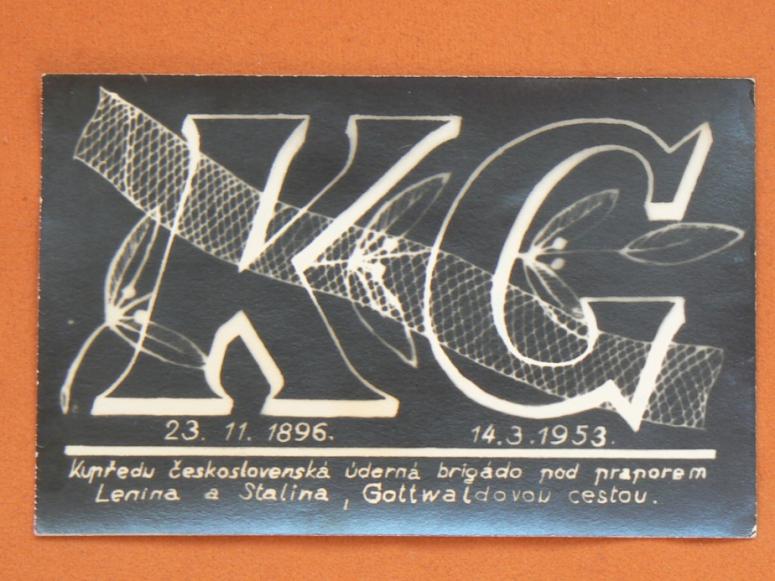 KG
23. 11. 1896. 14.3.1953.
Kupředu československá úderná brigádo pod praporem
Lenina a Stalina, Gottwaldovou cestou.